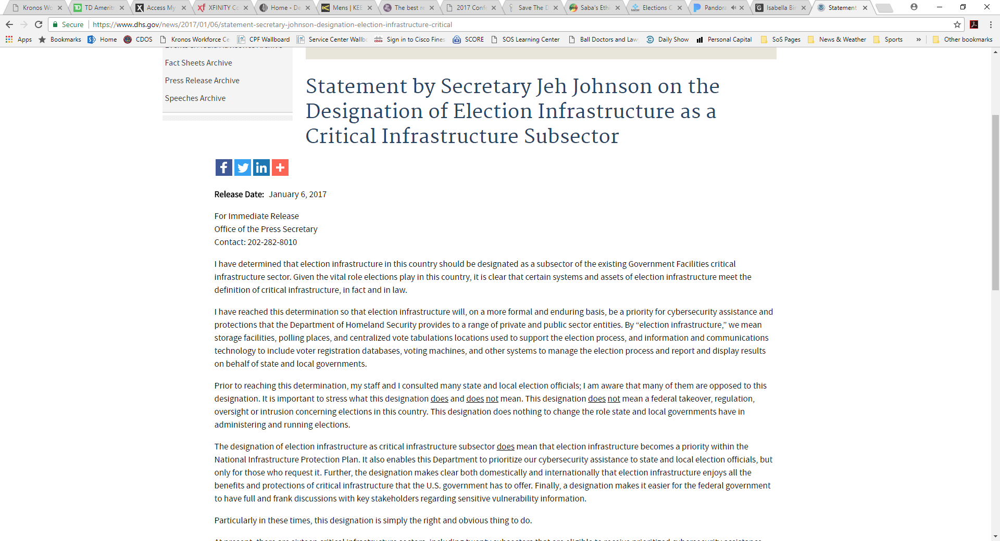 Kronos Wo
TD Amerit
Access My
XFINITY Co
Home - De
Mens | KEE
The best re
2017 Conf
Save The D
Saba's Ethi
Elections C
Pandora
Isabella Bir
Statement
Secure
https://www.dhs.gov/news/2017/01/06/statement-secretary-johnson-designation-election-infrastructure-critical
Apps
Bookmarks
Home
CDOS
Kronos Workforce Ce
CPF Wallboard
Service Center Wallbo
Sign in to Cisco Fines
SCORE
SOS Learning Center
Ball Doctors and Law
Daily Show
Personal Capital
SoS Pages
News & Weather
Sports
»
Other bookmarks
Fact Sheets Archive
Press Release Archive
Speeches Archive
Statement by Secretary Jeh Johnson on the
Designation of Election Infrastructure as a
Critical Infrastructure Subsector
Release Date: January 6, 2017
For Immediate Release
Office of the Press Secretary
Contact: 202-282-8010
I have determined that election infrastructure in this country should be designated as a subsector of the existing Government Facilities critical
infrastructure sector. Given the vital role elections play in this country, it is clear that certain systems and assets of election infrastructure meet the
definition of critical infrastructure, in fact and in law.
I have reached this determination so that election infrastructure will, on a more formal and enduring basis, be a priority for cybersecurity assistance and
protections that the Department of Homeland Security provides to a range of private and public sector entities. By “election infrastructure,” we mean
storage facilities, polling places, and centralized vote tabulations locations used to support the election process, and information and communications
technology to include voter registration databases, voting machines, and other systems to manage the election process and report and display results
on behalf of state and local governments.
Prior to reaching this determination, my staff and I consulted many state and local election officials; I am aware that many of them are opposed to this
designation. It is important to stress what this designation does and does not mean. This designation does not mean a federal takeover, regulation,
oversight or intrusion concerning elections in this country. This designation does nothing to change the role state and local governments have in
administering and running elections.
The designation of election infrastructure as critical infrastructure subsector does mean that election infrastructure becomes a priority within the
National Infrastructure Protection Plan. It also enables this Department to prioritize our cybersecurity assistance to state and local election officials, but
only for those who request it. Further, the designation makes clear both domestically and internationally that election infrastructure enjoys all the
benefits and protections of critical infrastructure that the U.S. government has to offer. Finally, a designation makes it easier for the federal government
to have full and frank discussions with key stakeholders regarding sensitive vulnerability information.
Particularly in these times, this designation is simply the right and obvious thing to do.